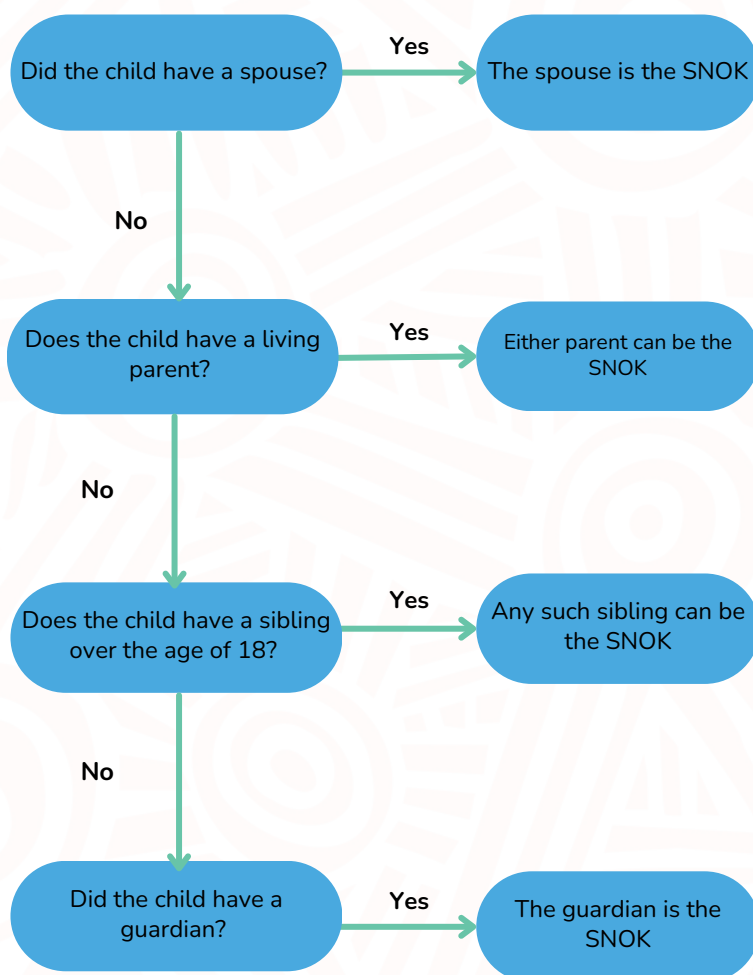 Did the child have a spouse?
Yes
The spouse is the SNOK
No
Does the child have a living
parent?
Yes
Either parent can be the
SNOK
No
Does the child have a sibling
over the age of 18?
Yes
Any such sibling can be
the SNOK
No
Did the child have a
guardian?
Yes
The guardian is the
SNOK